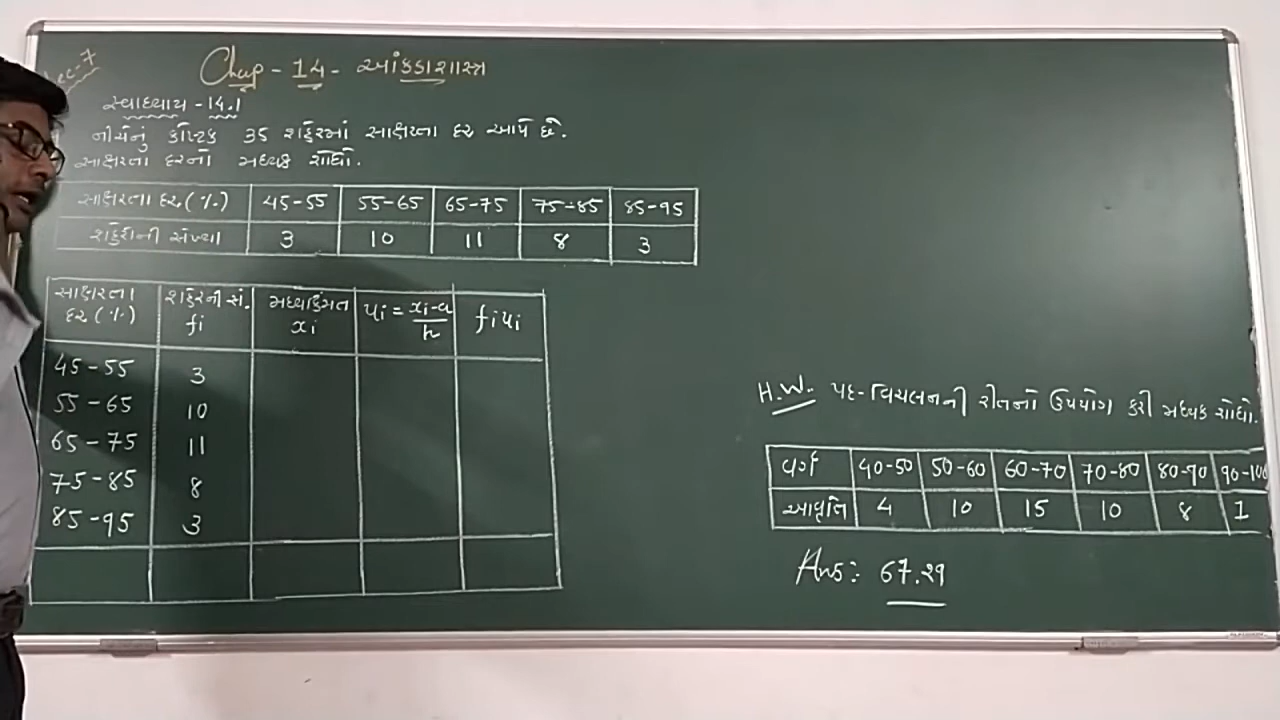 Lec-7
Chap - 14 - આંકડાશાસ્ત્ર
સ્વાધ્યાય - 14.1
નીચેનું કોષ્ટક 35 શહેરમાં સાક્ષરતા દર આપે છે.
સાક્ષરતા દરનો મધ્યક શોધો.
સાક્ષરતા દર (%) 45-55 55-65 65-75 75-85 85-95
શહેરોની સંખ્યા 3 10 11 8 3
સાક્ષરતા દર (%) શહેરની સં. fi મધ્યકિંમત xi ui = xi-a/h fiui
45-55 3
55-65 10
65-75 11
75-85 8
85-95 3
H.W. પદ-વિચલનની રીતનો ઉપયોગ કરી મધ્યક શોધો.
વર્ગ 40-50 50-60 60-70 70-80 80-90 90-100
આવૃત્તિ 4 10 15 10 8 1
Ans: 67.29